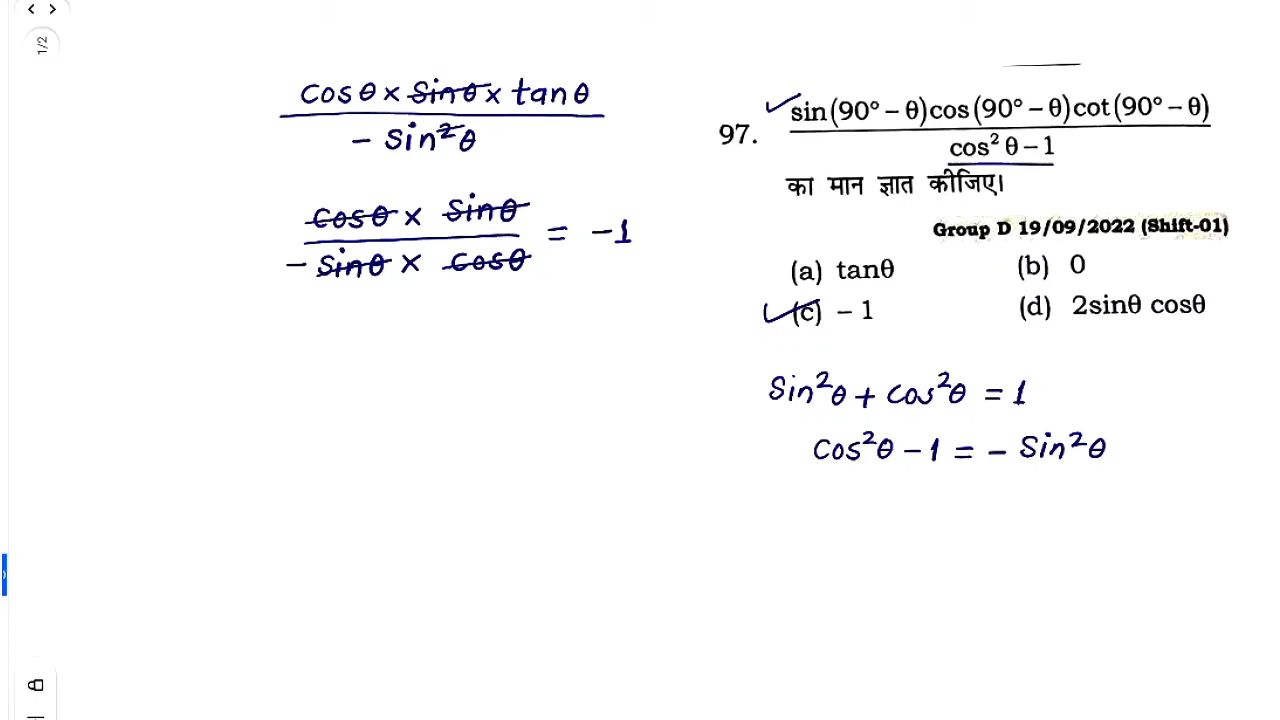 1/2
cosθ × sinθ × tanθ
− sin²θ
cosθ × sinθ
− sinθ × cosθ
= −1
97.
sin(90° − θ)cos(90° − θ)cot(90° − θ)
cos² θ − 1
का मान ज्ञात कीजिए।
Group D 19/09/2022 (Shift-01)
(a) tanθ (b) 0
(c) − 1 (d) 2sinθ cosθ
Sin²θ + cos²θ = 1
Cos²θ − 1 = − Sin²θ